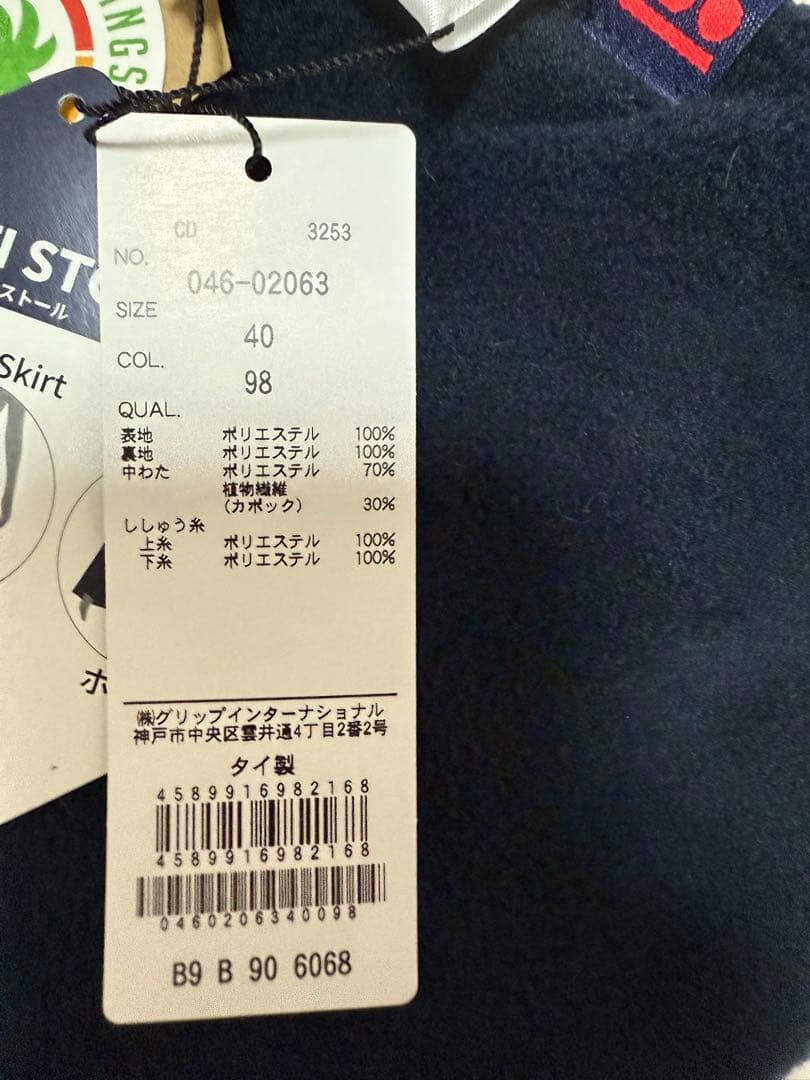 ANGS
I ST
ストール
Skirt
ホ
CD 3253
NO.
046-02063
SIZE
40
COL.
98
QUAL.
表地 ポリエステル 100%
裏地 ポリエステル 100%
中わた ポリエステル 70%
植物繊維
(カポック) 30%
ししゅう糸
上糸 ポリエステル 100%
下糸 ポリエステル 100%
㈱グリップインターナショナル
神戸市中央区雲井通4丁目2番2号
タイ製
4589916982168
4589916982168
0460206340098
B9 B 90 6068